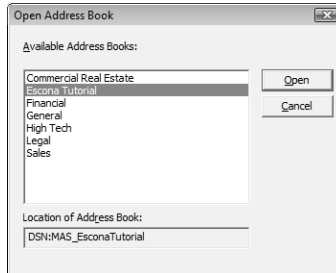 Open Address Book
Available Address Books:
Commercial Real Estate
Escona Tutorial
Financial
General
High Tech
Legal
Sales
Open
Cancel
Location of Address Book:
DSN:MAS_EsconaTutorial